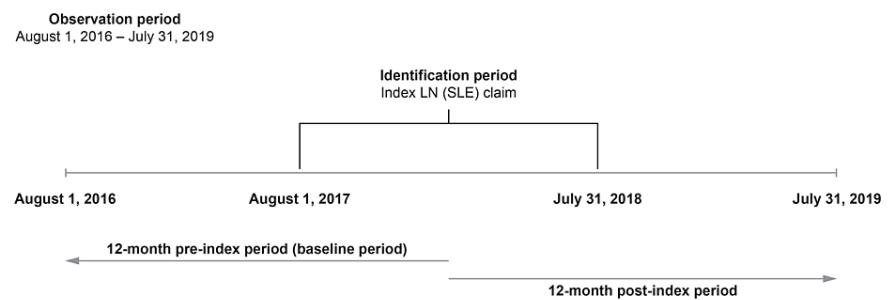 Observation period
August 1, 2016 – July 31, 2019
Identification period
Index LN (SLE) claim
August 1, 2016
August 1, 2017
July 31, 2018
July 31, 2019
12-month pre-index period (baseline period)
12-month post-index period